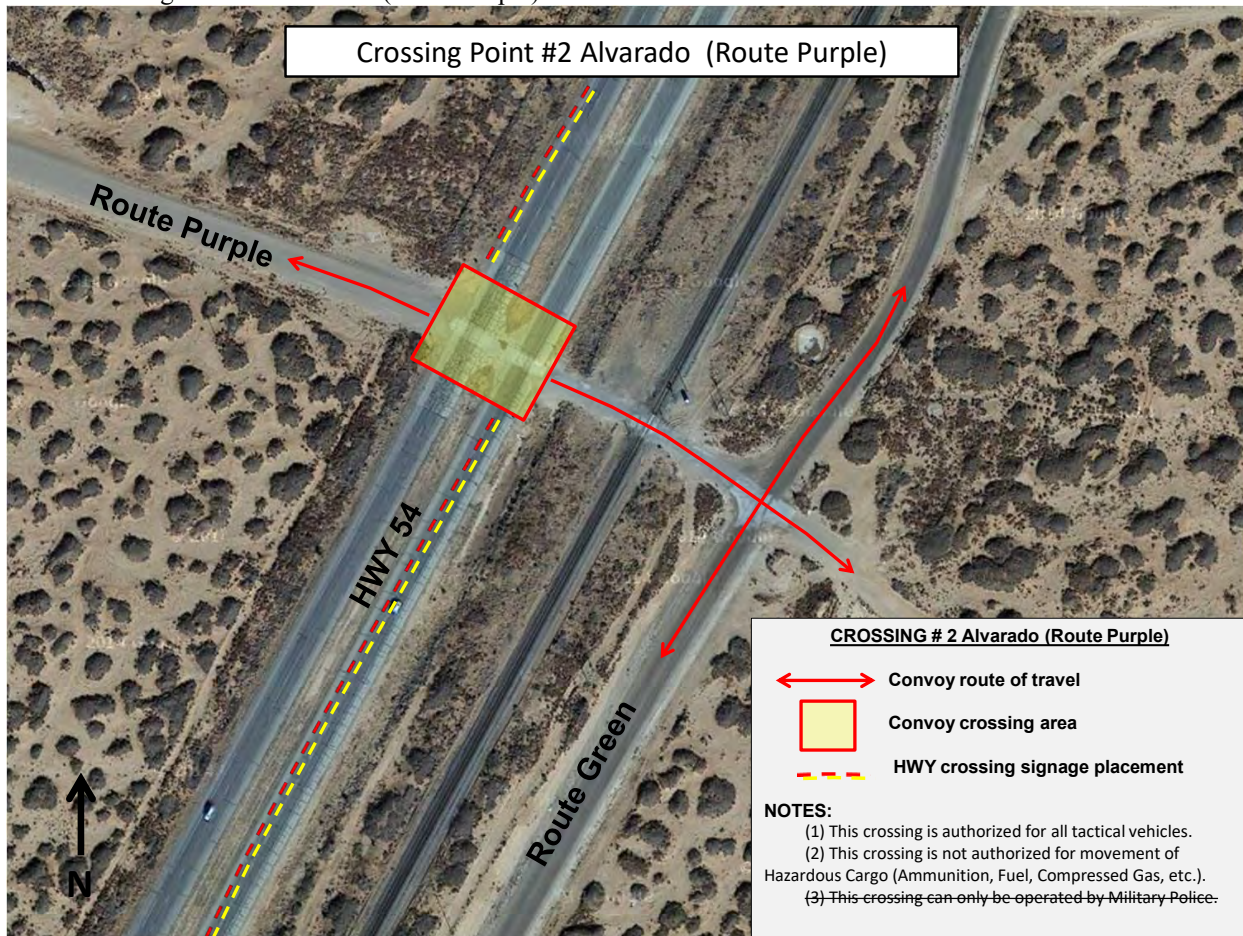 Crossing Point #2 Alvarado (Route Purple)
Route Purple
HWY 54
Route Green
N
CROSSING # 2 Alvarado (Route Purple)
Convoy route of travel
Convoy crossing area
HWY crossing signage placement
NOTES:
(1) This crossing is authorized for all tactical vehicles.
(2) This crossing is not authorized for movement of
Hazardous Cargo (Ammunition, Fuel, Compressed Gas, etc.).
(3) This crossing can only be operated by Military Police.